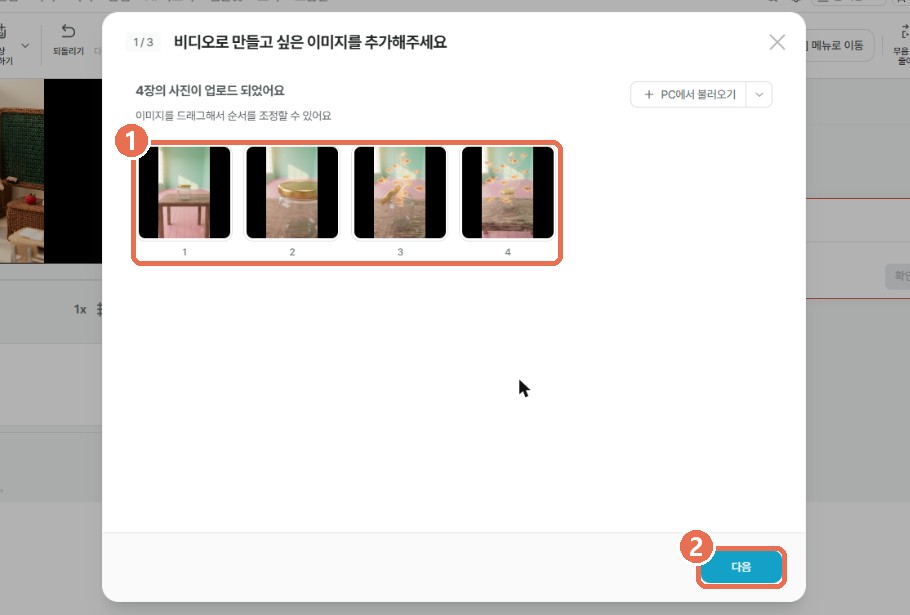 1 / 3 비디오로 만들고 싶은 이미지를 추가해주세요
4장의 사진이 업로드 되었어요
이미지를 드래그해서 순서를 조정할 수 있어요
+ PC에서 불러오기
되돌리기
메뉴로 이동
1
1
2
3
4
1x
확인
2
다음